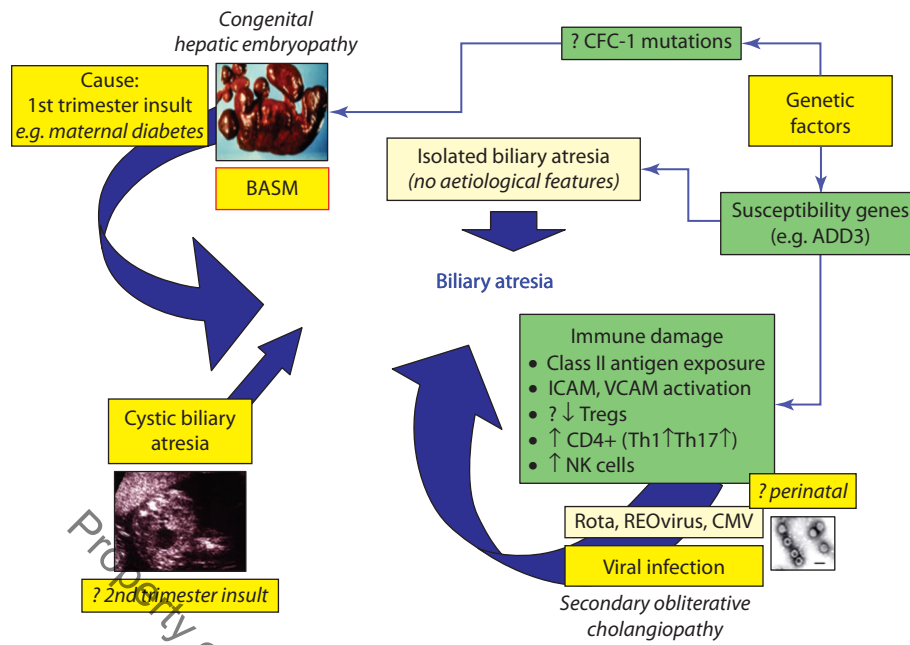 Congenital
hepatic embryopathy
? CFC-1 mutations
Cause:
1st trimester insult
e.g. maternal diabetes
Genetic
factors
BASM
Isolated biliary atresia
(no aetiological features)
Susceptibility genes
(e.g. ADD3)
Biliary atresia
Immune damage
• Class II antigen exposure
• ICAM, VCAM activation
• ? ↓ Tregs
• ↑ CD4+ (Th1↑Th17↑)
• ↑ NK cells
Cystic biliary
atresia
? perinatal
Rota, REOvirus, CMV
Viral infection
? 2nd trimester insult
Secondary obliterative
cholangiopathy
Property